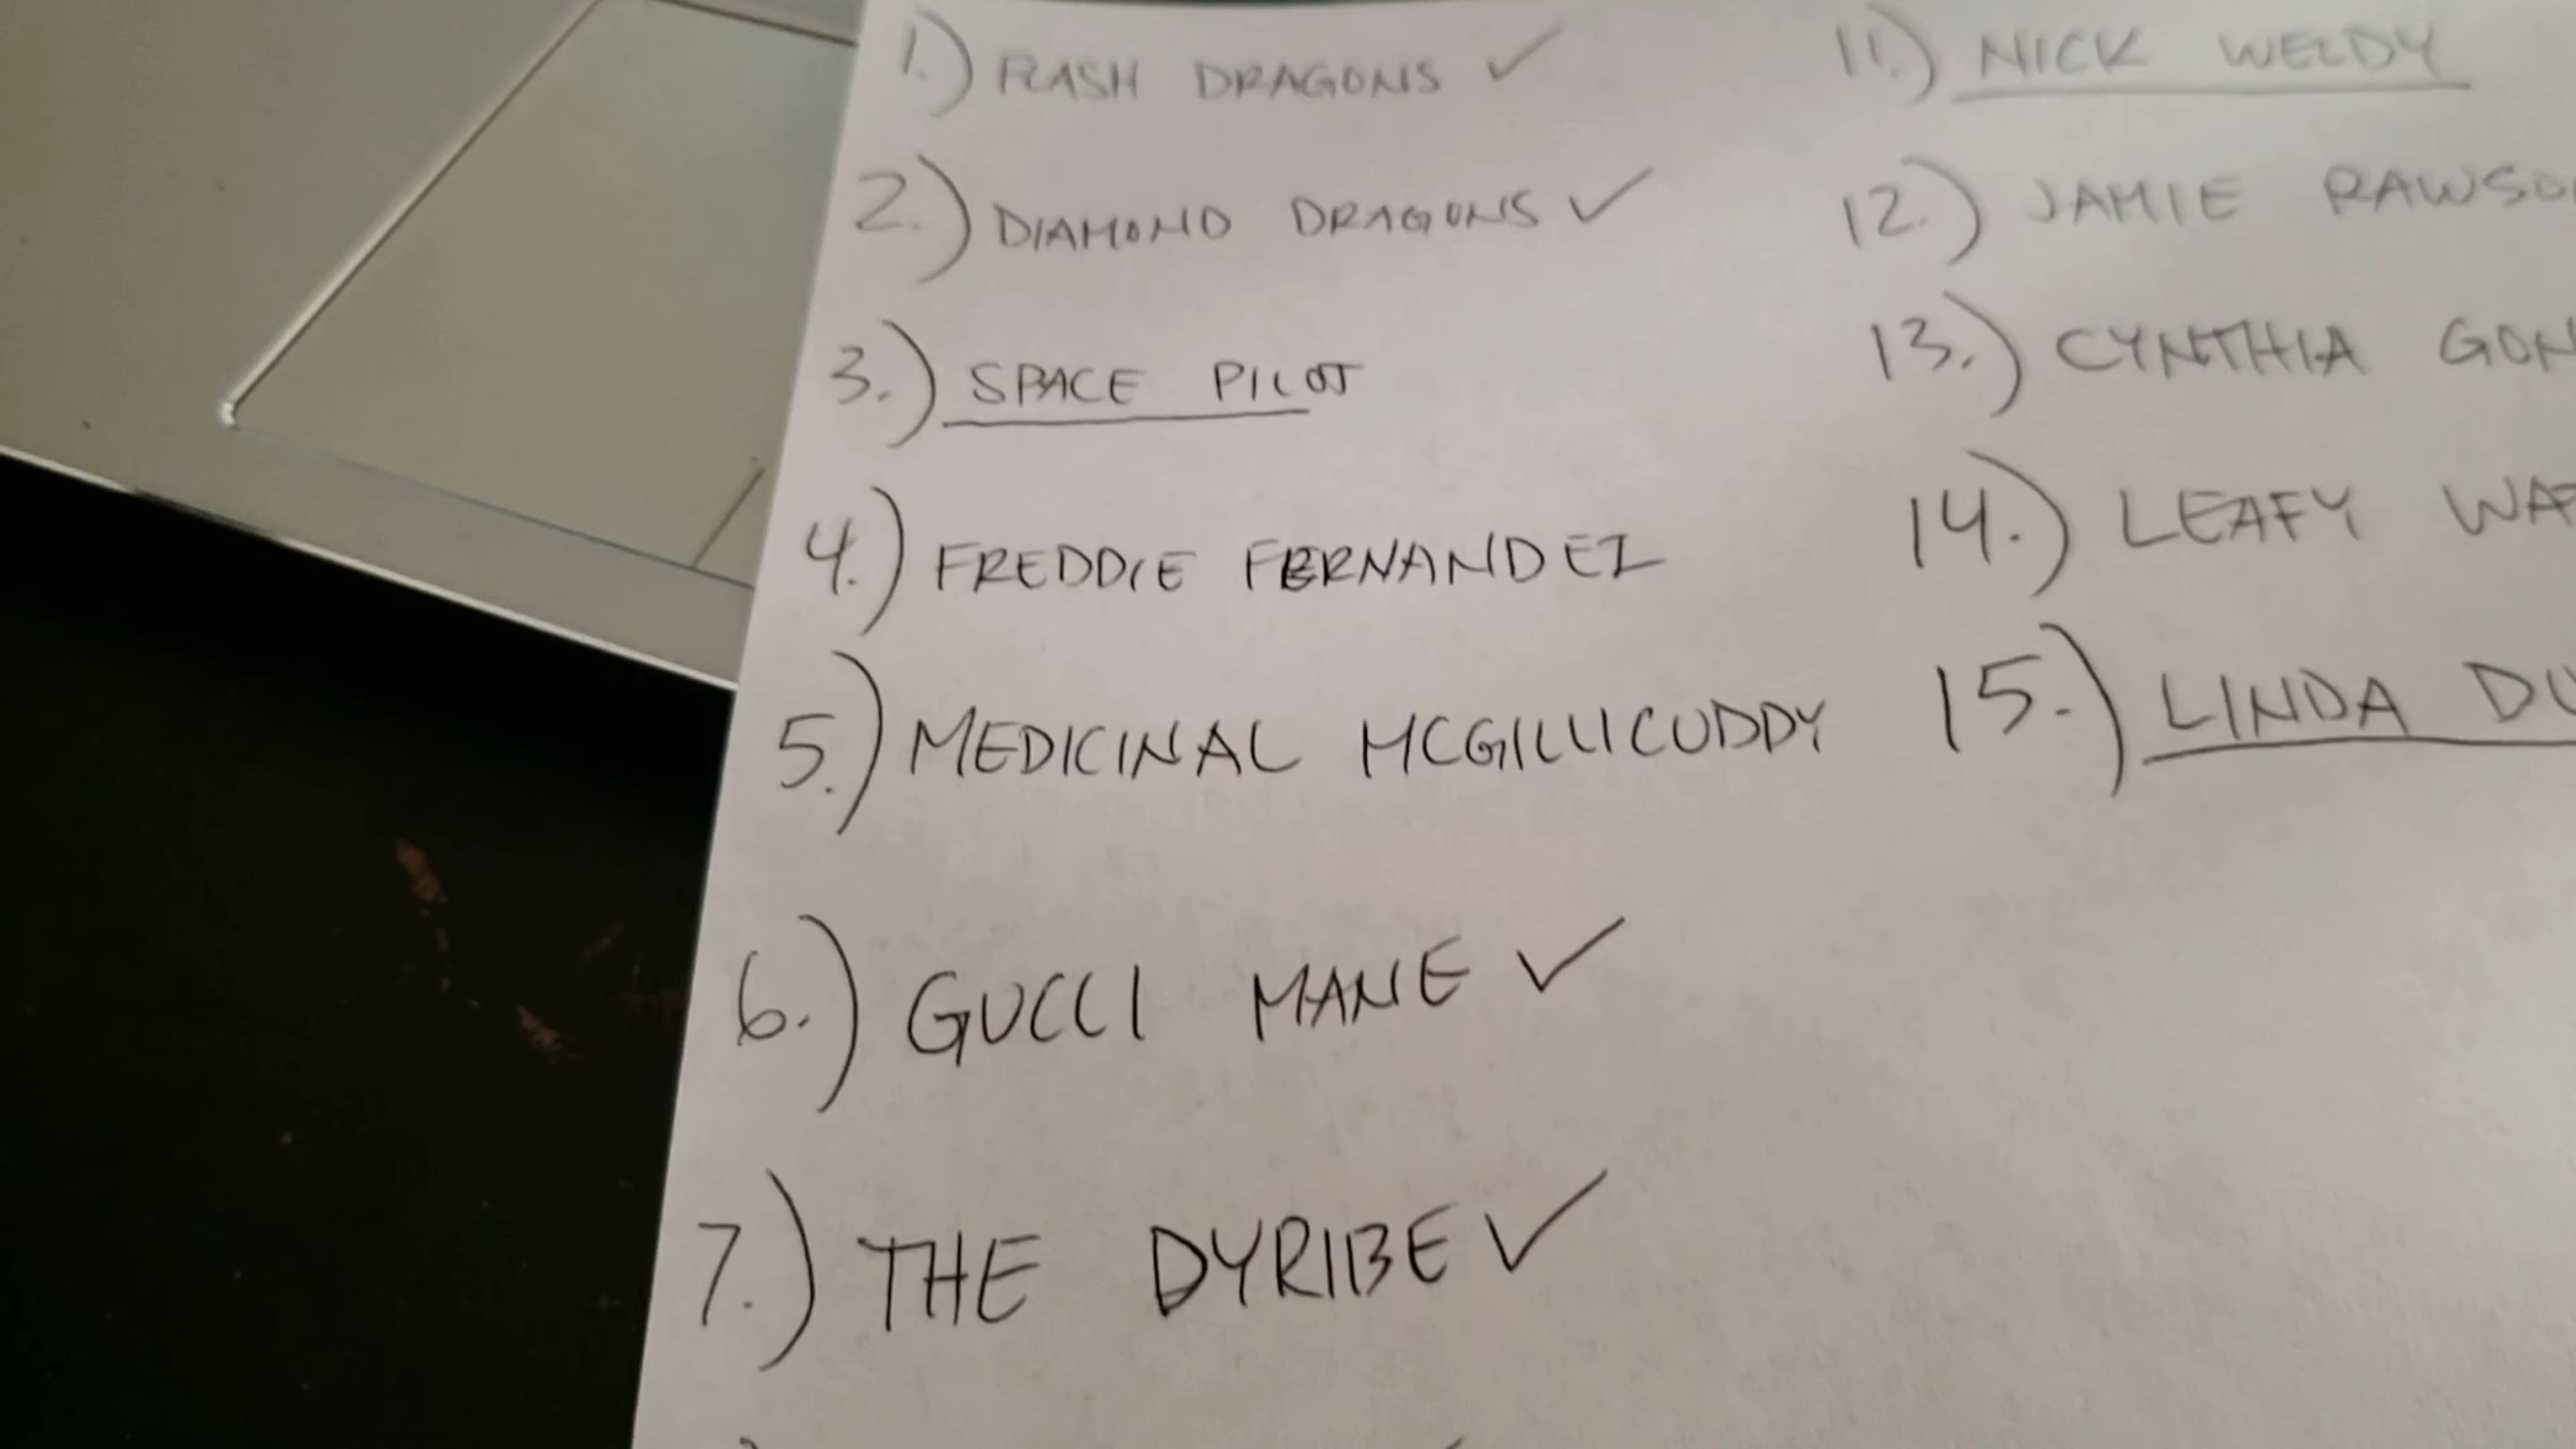 1.) FLASH DRAGONS ✓
2.) DIAMOND DRAGONS ✓
3.) SPACE PILOT
4.) FREDDIE FERNANDEZ
5.) MEDICINAL MCGILLICUDDY
6.) GUCCI MANE ✓
7.) THE DYRIBE ✓
11.) NICK WELDY
12.) JAMIE
13.) CYNTHIA
14.) LEAFY
15.) LINDA